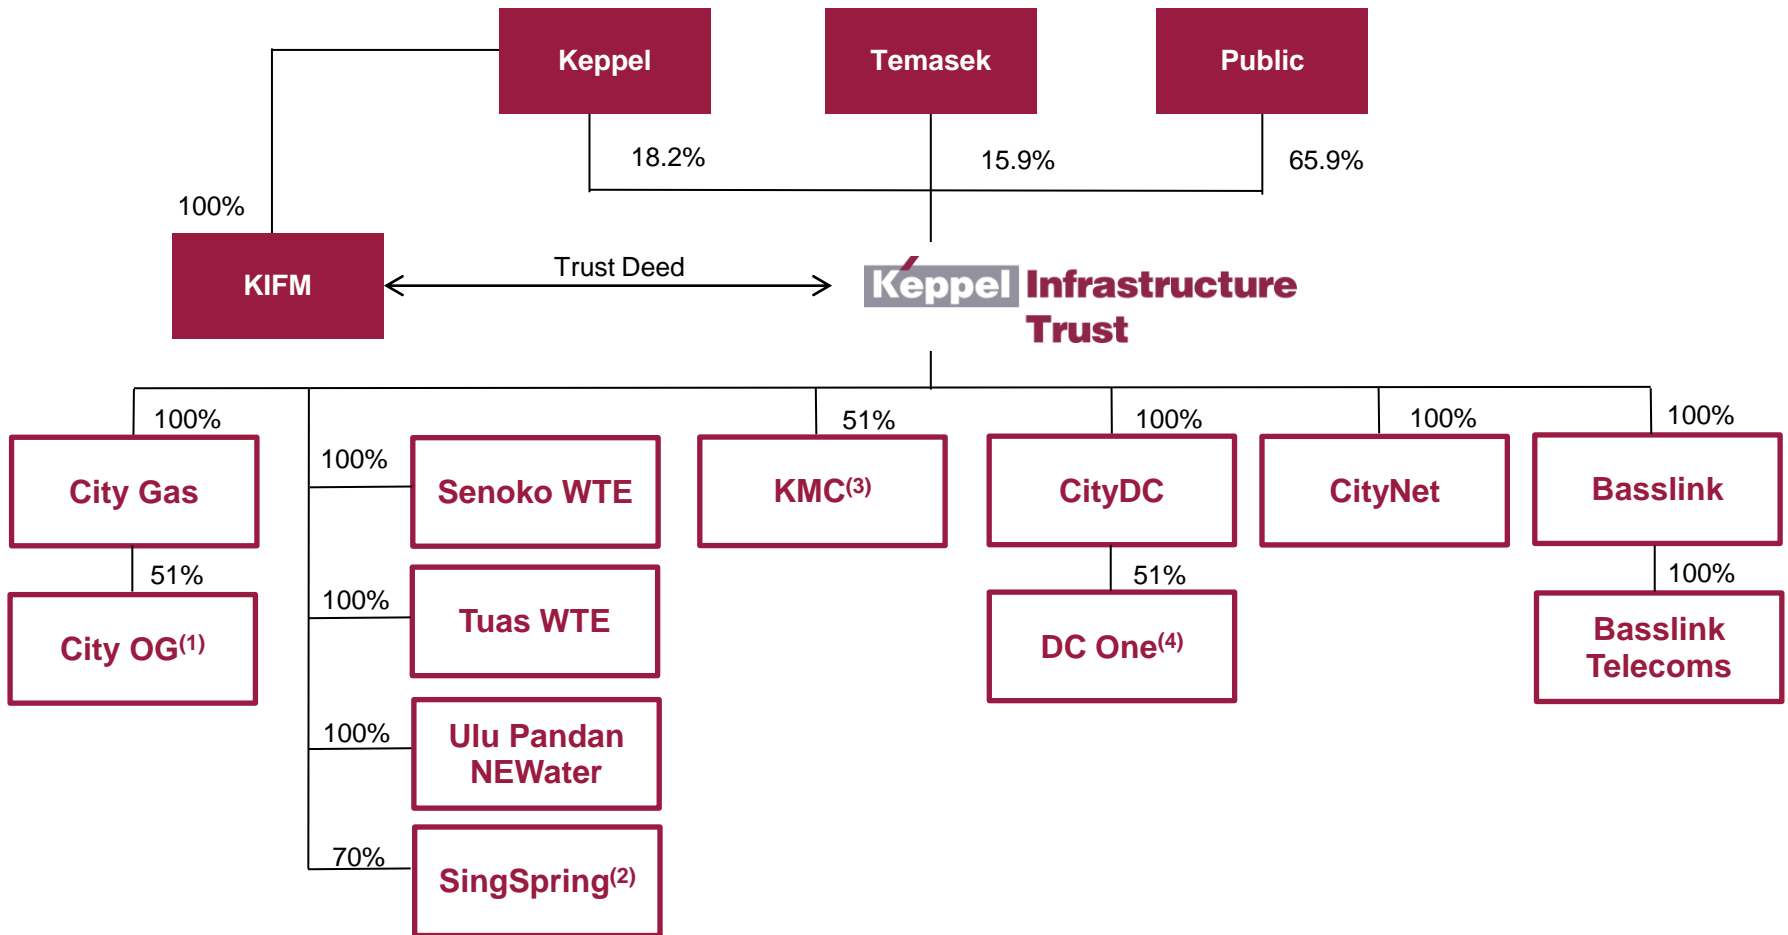 Keppel
Temasek
Public
18.2%
15.9%
65.9%
100%
KIFM
Trust Deed
Keppel Infrastructure
Trust
100%
51%
100%
100%
100%
City Gas
100%
Senoko WTE
KMC(3)
CityDC
CityNet
Basslink
51%
51%
100%
City OG(1)
100%
Tuas WTE
DC One(4)
Basslink
Telecoms
100%
Ulu Pandan
NEWater
70%
SingSpring(2)